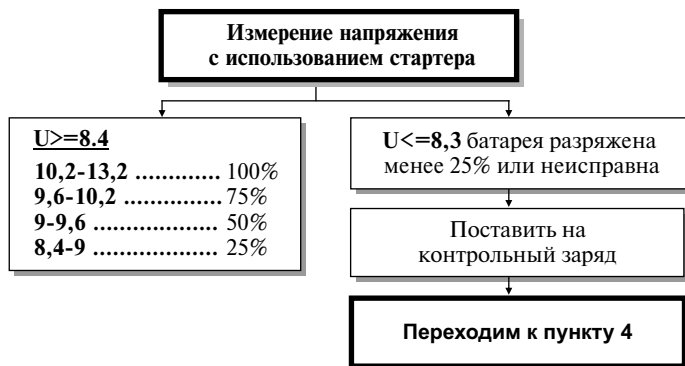 Измерение напряжения
с использованием стартера
U>=8.4
10,2-13,2 ............. 100%
9,6-10,2 ................ 75%
9-9,6 ..................... 50%
8,4-9 ..................... 25%
U<=8,3 батарея разряжена
менее 25% или неисправна
Поставить на
контрольный заряд
Переходим к пункту 4